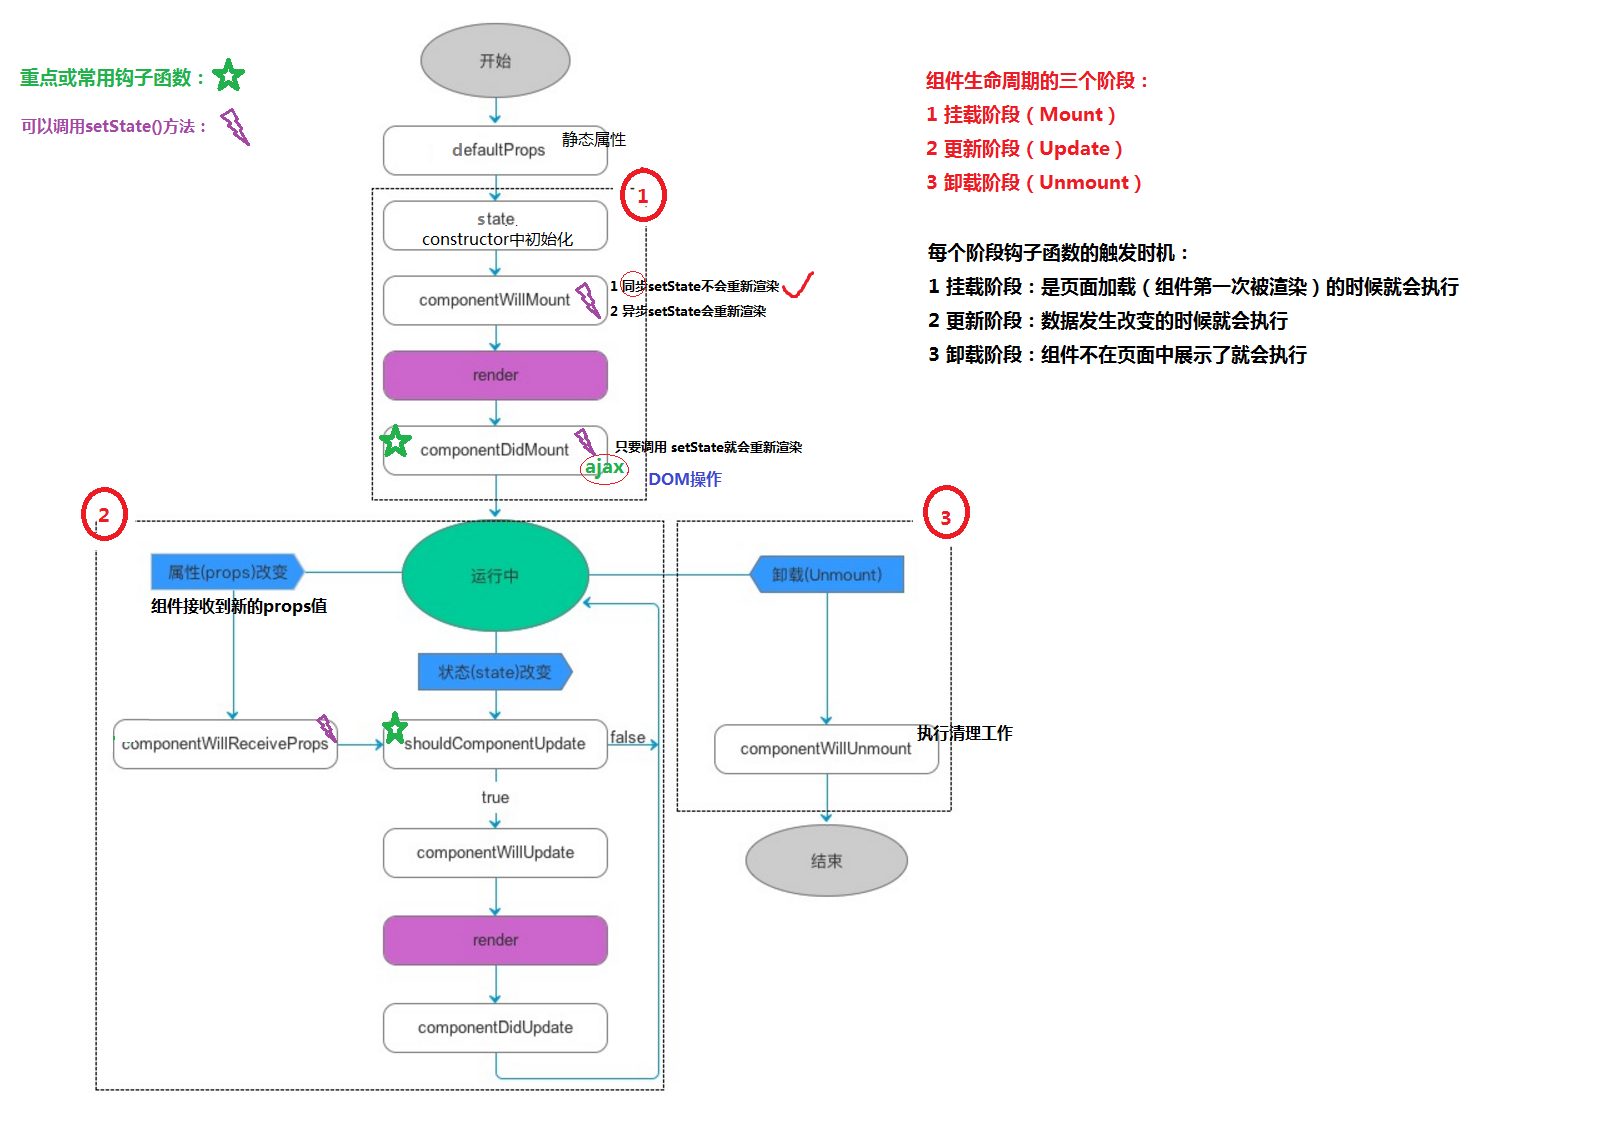 开始
重点或常用钩子函数：
可以调用setState()方法：
defaultProps
静态属性
1
state
constructor中初始化
componentWillMount
1 同步setState不会重新渲染
2 异步setState会重新渲染
render
componentDidMount
只要调用 setState就会重新渲染
ajax
DOM操作
组件生命周期的三个阶段：
1 挂载阶段（Mount）
2 更新阶段（Update）
3 卸载阶段（Unmount）
每个阶段钩子函数的触发时机：
1 挂载阶段：是页面加载（组件第一次被渲染）的时候就会执行
2 更新阶段：数据发生改变的时候就会执行
3 卸载阶段：组件不在页面中展示了就会执行
2
属性(props)改变
组件接收到新的props值
运行中
状态(state)改变
componentWillReceiveProps
shouldComponentUpdate
false
true
componentWillUpdate
render
componentDidUpdate
3
卸载(Unmount)
执行清理工作
componentWillUnmount
结束